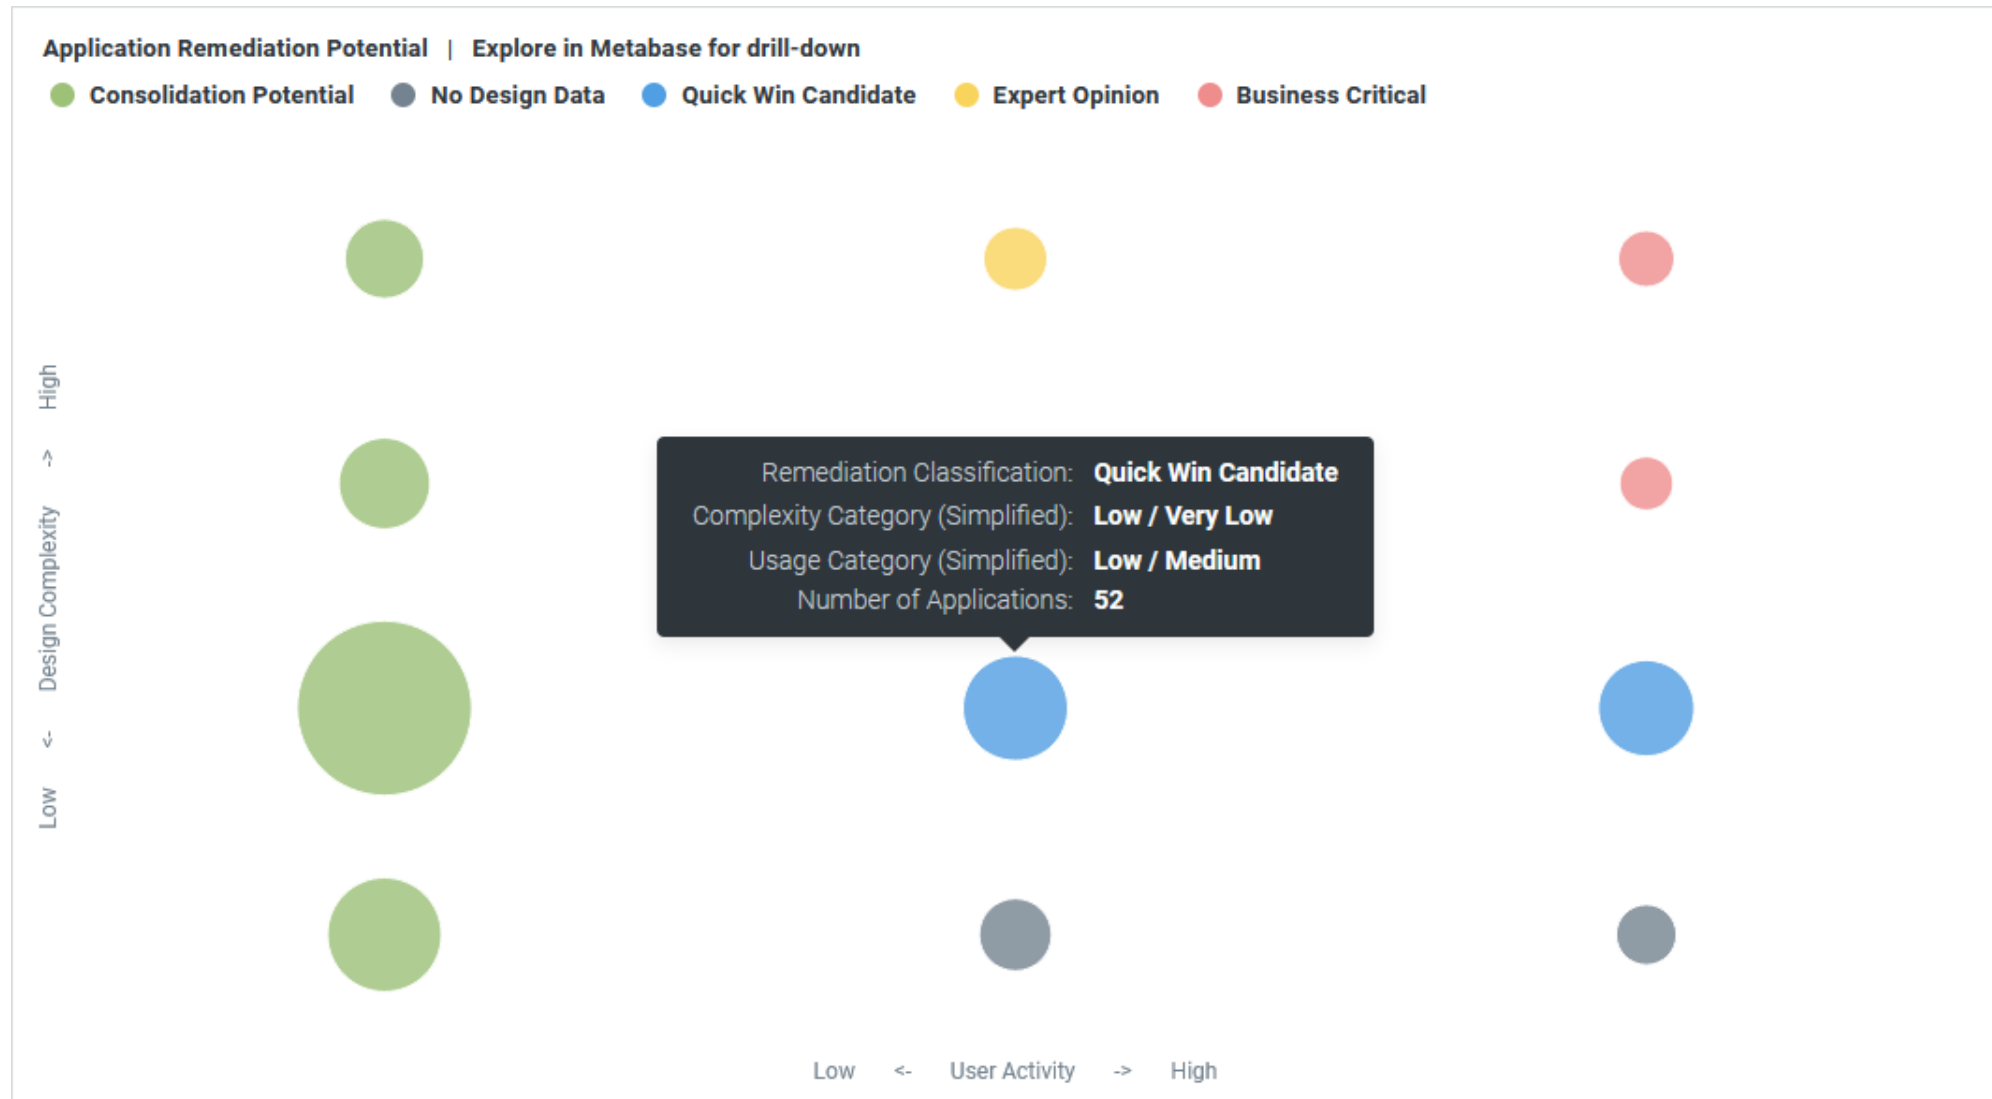 Application Remediation Potential | Explore in Metabase for drill-down
Consolidation Potential No Design Data Quick Win Candidate Expert Opinion Business Critical
Low <- Design Complexity -> High
Remediation Classification: Quick Win Candidate
Complexity Category (Simplified): Low / Very Low
Usage Category (Simplified): Low / Medium
Number of Applications: 52
Low <- User Activity -> High